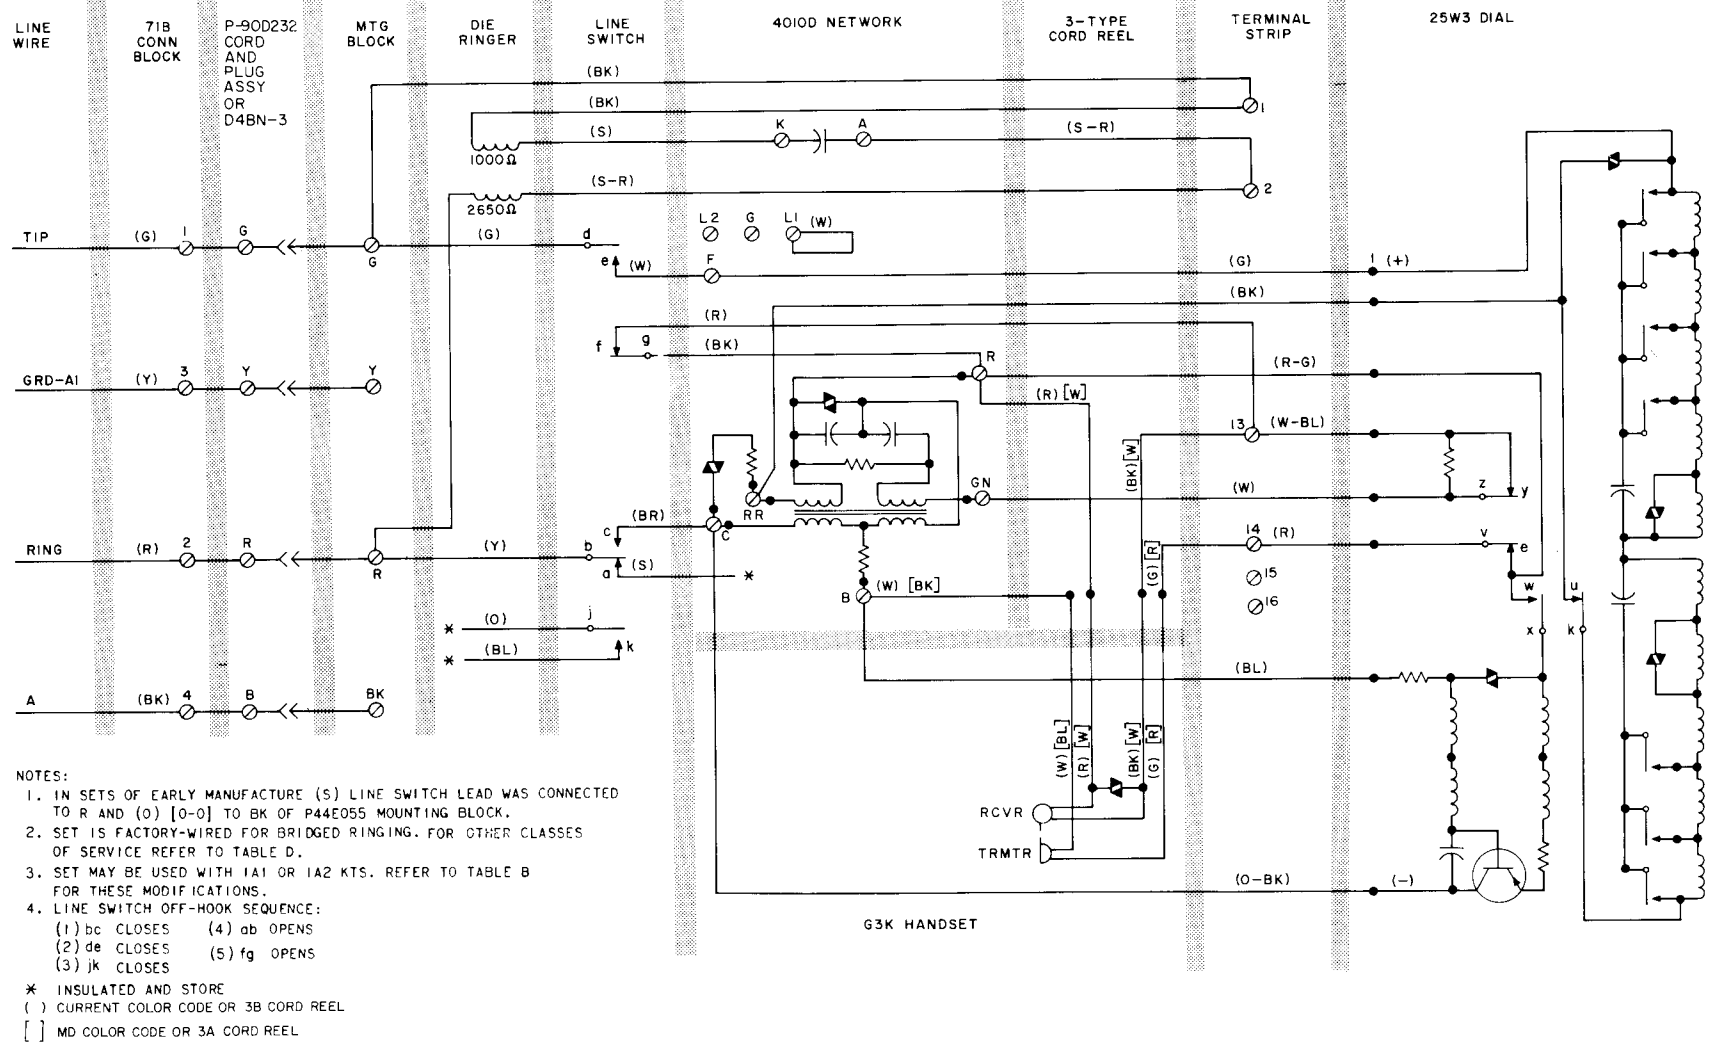 LINE
WIRE
71B
CONN
BLOCK
P-90D232
CORD
AND
PLUG
ASSY
OR
D4BN-3
MTG
BLOCK
DIE
RINGER
LINE
SWITCH
4010D NETWORK
3-TYPE
CORD REEL
TERMINAL
STRIP
25W3 DIAL
(BK)
(BK)
1
(S)
K
A
(S-R)
1000Ω
(S-R)
2
2650Ω
L2
G
L1
(W)
TIP
(G)
1
G
G
(G)
d
e
(W)
F
(G)
1
(+)
(BK)
(R)
f
g
(BK)
R
(R-G)
GRD-A1
(Y)
3
Y
Y
(R) [W]
13
(W-BL)
(BK)[W]
GN
(W)
z
y
RR
c
(BR)
C
14
(R)
v
e
RING
(R)
2
R
R
(Y)
b
a
(S)
*
(G) [R]
15
16
B
(W) [BK]
w
u
x
k
*
(O)
j
*
(BL)
k
(BL)
A
(BK)
4
B
BK
(W) [BL]
(R) [W]
(BK) [W]
(G) [R]
RCVR
TRMTR
(O-BK)
(-)
G3K HANDSET
NOTES:
1. IN SETS OF EARLY MANUFACTURE (S) LINE SWITCH LEAD WAS CONNECTED
TO R AND (O) [O-O] TO BK OF P44E055 MOUNTING BLOCK.
2. SET IS FACTORY-WIRED FOR BRIDGED RINGING. FOR OTHER CLASSES
OF SERVICE REFER TO TABLE D.
3. SET MAY BE USED WITH 1A1 OR 1A2 KTS. REFER TO TABLE B
FOR THESE MODIFICATIONS.
4. LINE SWITCH OFF-HOOK SEQUENCE:
(1) bc CLOSES (4) ab OPENS
(2) de CLOSES (5) fg OPENS
(3) jk CLOSES
* INSULATED AND STORE
( ) CURRENT COLOR CODE OR 3B CORD REEL
[ ] MD COLOR CODE OR 3A CORD REEL